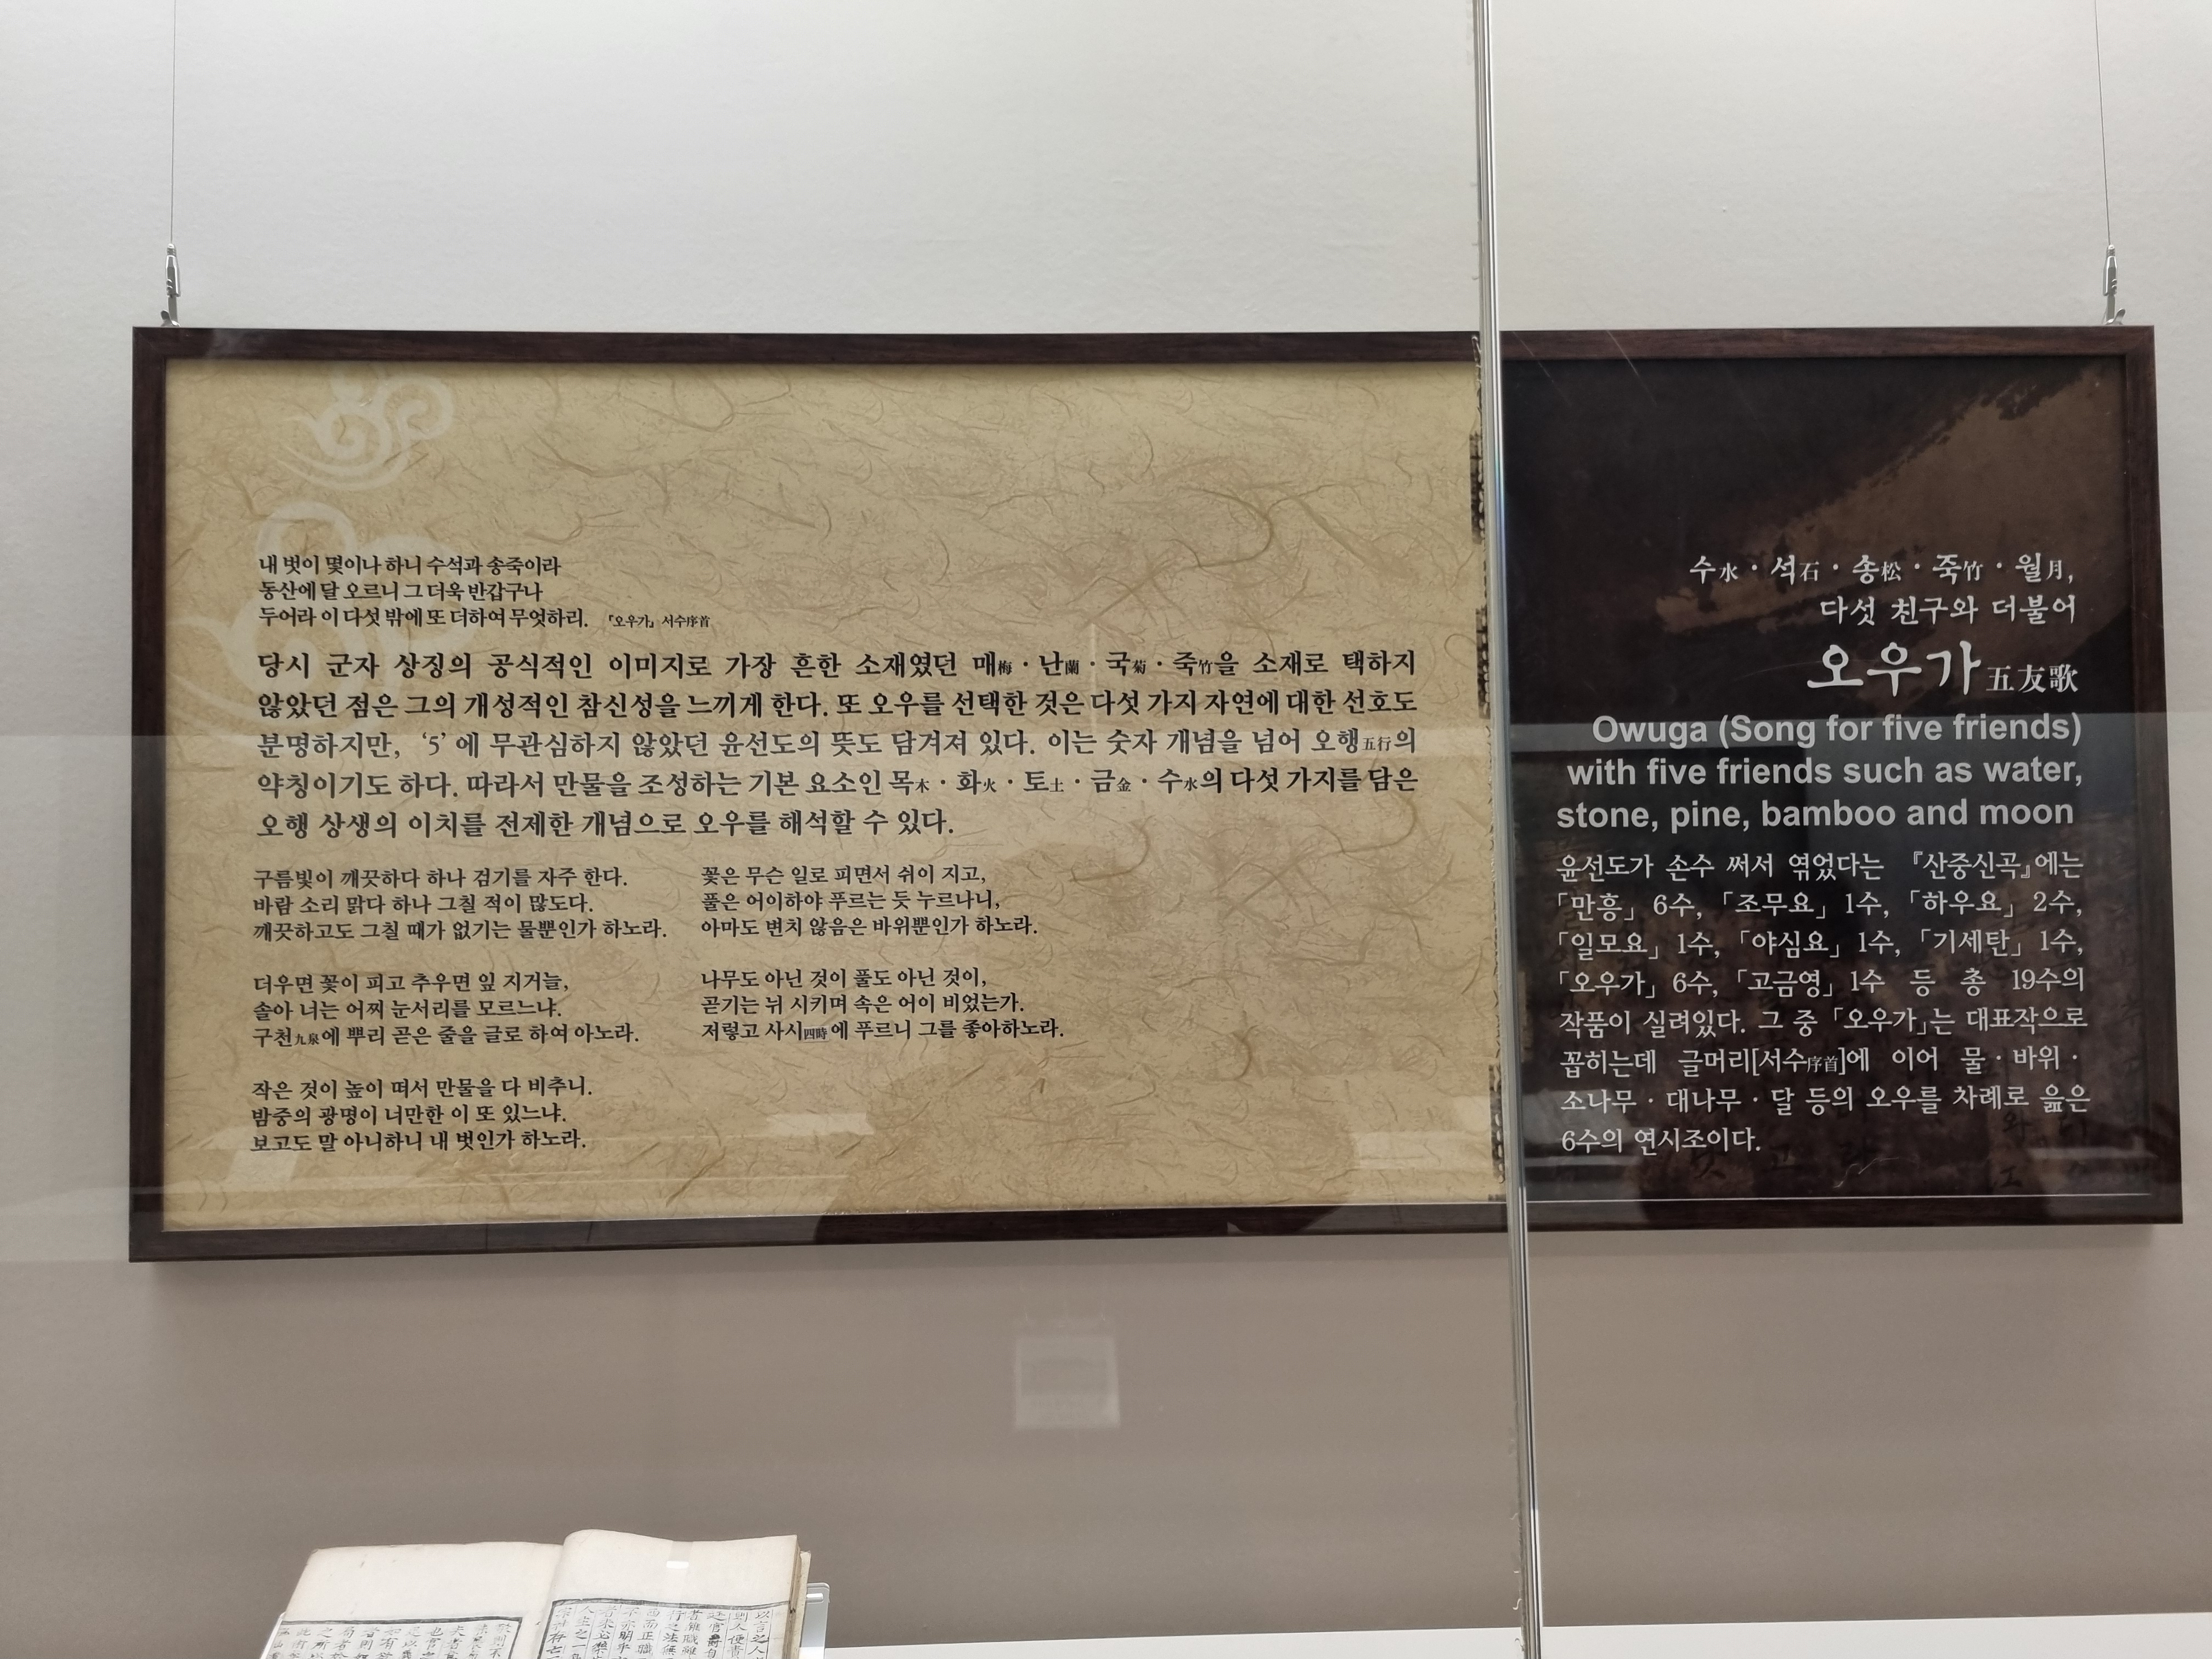 내 벗이 몇이나 하니 수석과 송죽이라
동산에 달 오르니 그 더욱 반갑구나
두어라 이 다섯 밖에 또 더하여 무엇하리. 「오우가」 서수序首
당시 군자 상징의 공식적인 이미지로 가장 흔한 소재였던 매梅 · 난蘭 · 국菊 · 죽竹을 소재로 택하지
않았던 점은 그의 개성적인 참신성을 느끼게 한다. 또 오우를 선택한 것은 다섯 가지 자연에 대한 선호도
분명하지만, ‘5’에 무관심하지 않았던 윤선도의 뜻도 담겨져 있다. 이는 숫자 개념을 넘어 오행五行의
약칭이기도 하다. 따라서 만물을 조성하는 기본 요소인 목木 · 화火 · 토土 · 금金 · 수水의 다섯 가지를 담은
오행 상생의 이치를 전제한 개념으로 오우를 해석할 수 있다.
구름빛이 깨끗하다 하나 검기를 자주 한다.
바람 소리 맑다 하나 그칠 적이 많도다.
깨끗하고도 그칠 때가 없기는 물뿐인가 하노라.
꽃은 무슨 일로 피면서 쉬이 지고,
풀은 어이하야 푸르는 듯 누르나니,
아마도 변치 않음은 바위뿐인가 하노라.
더우면 꽃이 피고 추우면 잎 지거늘,
솔아 너는 어찌 눈서리를 모르느냐.
구천九泉에 뿌리 곧은 줄을 글로 하여 아노라.
나무도 아닌 것이 풀도 아닌 것이,
곧기는 뉘 시키며 속은 어이 비었는가.
저렇고 사시四時에 푸르니 그를 좋아하노라.
작은 것이 높이 떠서 만물을 다 비추니.
밤중의 광명이 너만한 이 또 있느냐.
보고도 말 아니하니 내 벗인가 하노라.
수水 · 석石 · 송松 · 죽竹 · 월月,
다섯 친구와 더불어
오우가五友歌
Owuga (Song for five friends)
with five friends such as water,
stone, pine, bamboo and moon
윤선도가 손수 써서 엮었다는 『산중신곡』에는
「만흥」 6수, 「조무요」 1수, 「하우요」 2수,
「일모요」 1수, 「야심요」 1수, 「기세탄」 1수,
「오우가」 6수, 「고금영」 1수 등 총 19수의
작품이 실려있다. 그 중 「오우가」는 대표작으로
꼽히는데 글머리[서수序首]에 이어 물 · 바위 ·
소나무 · 대나무 · 달 등의 오우를 차례로 읊은
6수의 연시조이다.